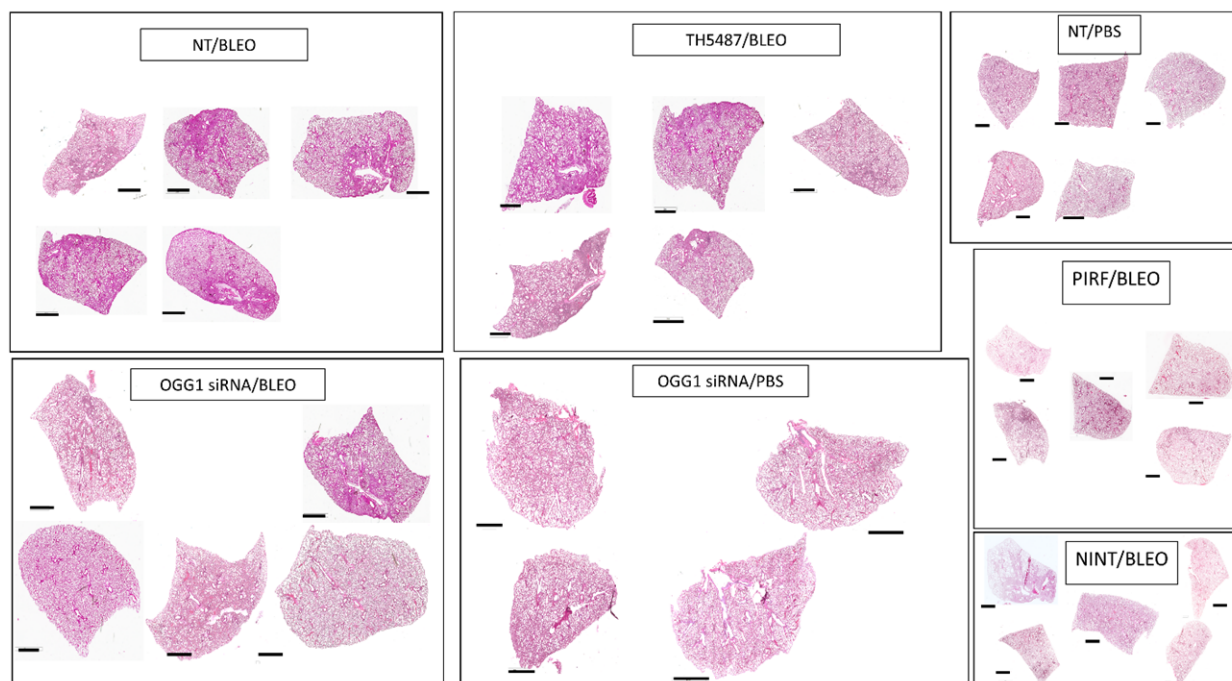 NT/BLEO
TH5487/BLEO
NT/PBS
PIRF/BLEO
OGG1 siRNA/BLEO
OGG1 siRNA/PBS
NINT/BLEO